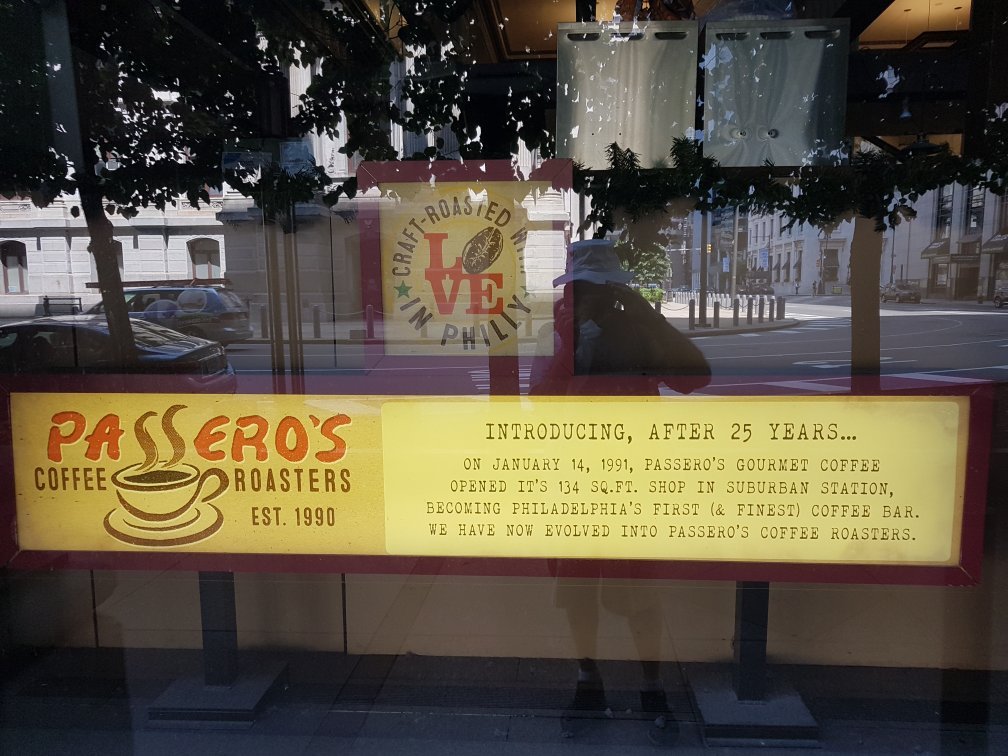 CRAFT-ROASTED WITH
LOVE
IN PHILLY
PASSERO'S
COFFEE ROASTERS
EST. 1990
INTRODUCING, AFTER 25 YEARS...
ON JANUARY 14, 1991, PASSERO'S GOURMET COFFEE
OPENED IT'S 134 SQ.FT. SHOP IN SUBURBAN STATION,
BECOMING PHILADELPHIA'S FIRST (& FINEST) COFFEE BAR.
WE HAVE NOW EVOLVED INTO PASSERO'S COFFEE ROASTERS.